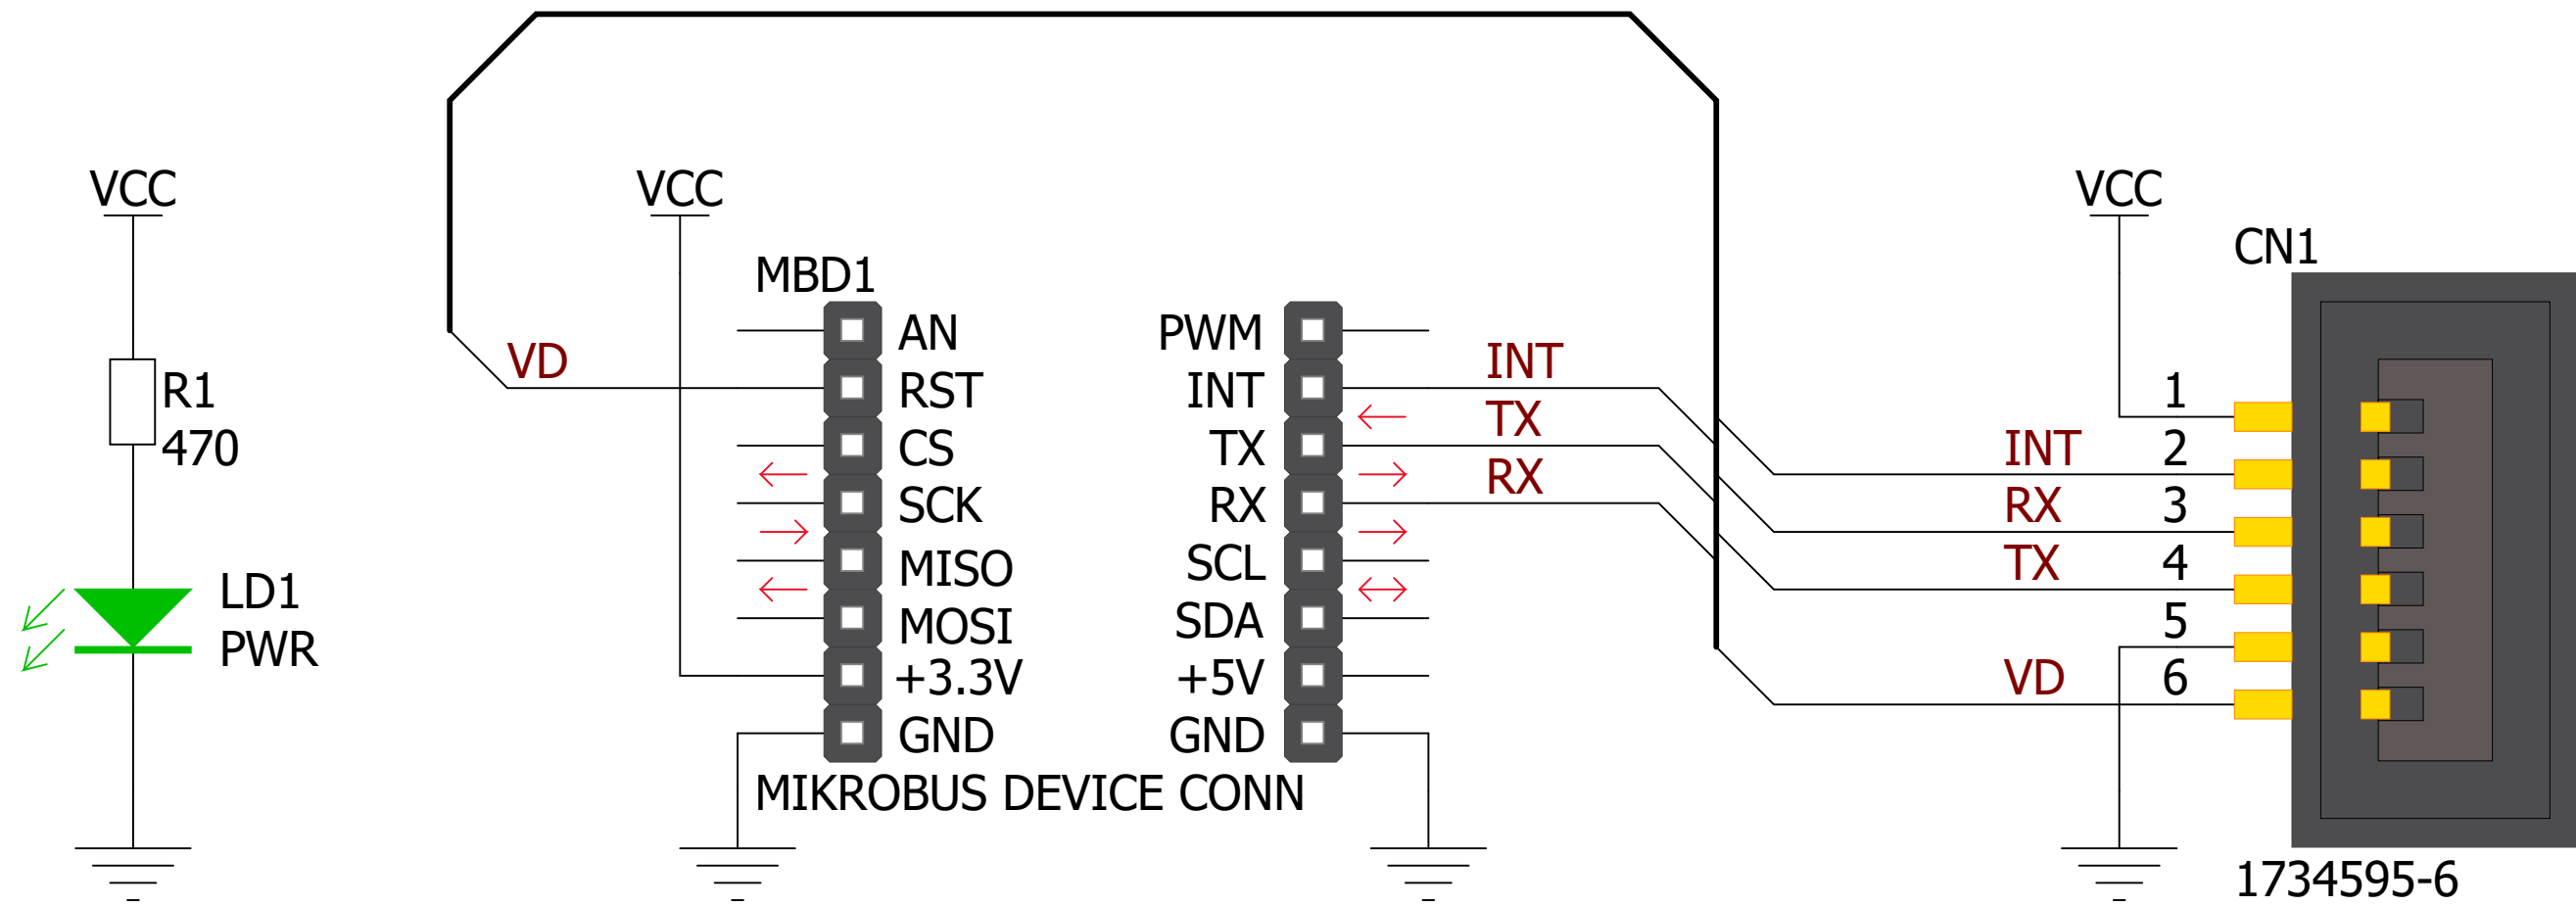 VCC
R1
470
LD1
PWR
VCC
VD
MBD1
AN
RST
CS
SCK
MISO
MOSI
+3.3V
GND
PWM
INT
TX
RX
SCL
SDA
+5V
GND
MIKROBUS DEVICE CONN
INT
TX
RX
VCC
CN1
1
INT 2
RX 3
TX 4
5
VD 6
1734595-6